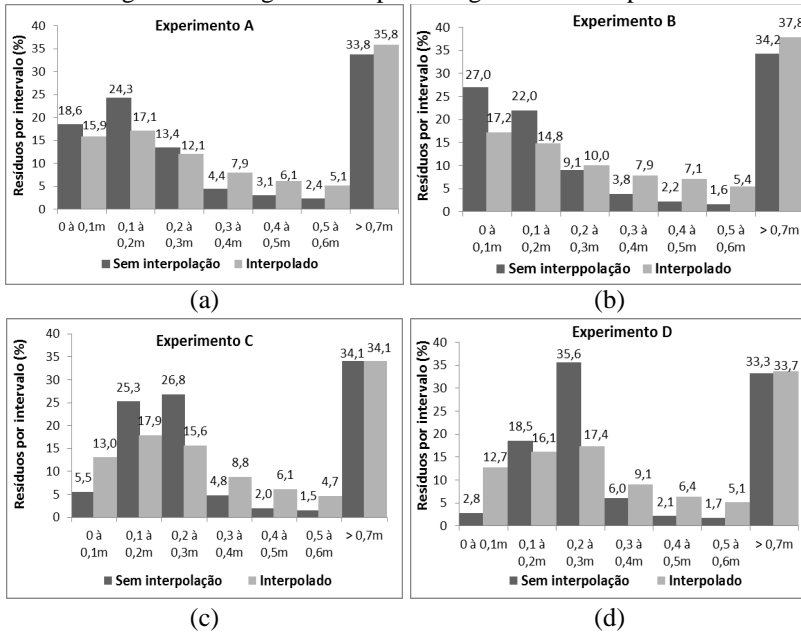 Experimento A
Resíduos por intervalo (%)
40
35
30
25
20
15
10
5
0
18,6 15,9 24,3 17,1 13,4 12,1 4,4 7,9 3,1 6,1 2,4 5,1 33,8 35,8
0 à 0,1m 0,1 à 0,2 à 0,3 à 0,4 à 0,5 à > 0,7m
0,2m 0,3m 0,4m 0,5m 0,6m
Sem interpolação Interpolado
(a)
Experimento B
Resíduos por intervalo (%)
40
35
30
25
20
15
10
5
0
27,0 17,2 22,0 14,8 9,1 10,0 3,8 7,9 2,2 7,1 1,6 5,4 34,2 37,8
0 à 0,1 à 0,2 à 0,3 à 0,4 à 0,5 à > 0,7m
0,1m 0,2m 0,3m 0,4m 0,5m 0,6m
Sem interppolação Interpolado
(b)
Experimento C
Resíduos por intervalo (%)
40
35
30
25
20
15
10
5
0
5,5 13,0 25,3 17,9 26,8 15,6 4,8 8,8 2,0 6,1 1,5 4,7 34,1 34,1
0 à 0,1 à 0,2 à 0,3 à 0,4 à 0,5 à > 0,7m
0,1m 0,2m 0,3m 0,4m 0,5m 0,6m
Sem interpolação Interpolado
(c)
Experimento D
Resíduos por intervalo (%)
40
35
30
25
20
15
10
5
0
2,8 12,7 18,5 16,1 35,6 17,4 6,0 9,1 2,1 6,4 1,7 5,1 33,3 33,7
0 à 0,1m 0,1 à 0,2 à 0,3 à 0,4 à 0,5 à > 0,7m
0,2m 0,3m 0,4m 0,5m 0,6m
Sem interpolação Interpolado
(d)